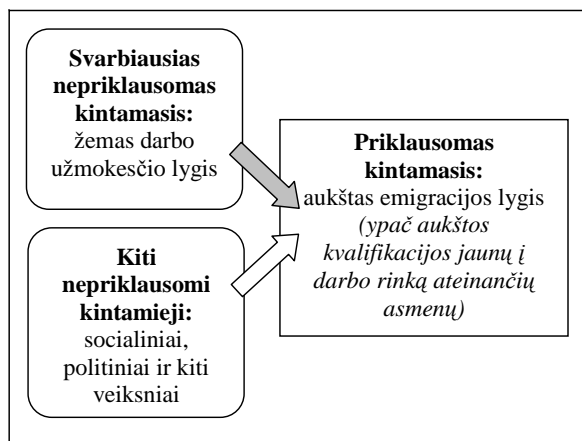 Svarbiausias
nepriklausomas
kintamasis:
žemas darbo
užmokesčio lygis
Priklausomas
kintamasis:
aukštas emigracijos lygis
(ypač aukštos
kvalifikacijos jaunų į
darbo rinką ateinančių
asmenų)
Kiti
nepriklausomi
kintamieji:
socialiniai,
politiniai ir kiti
veiksniai